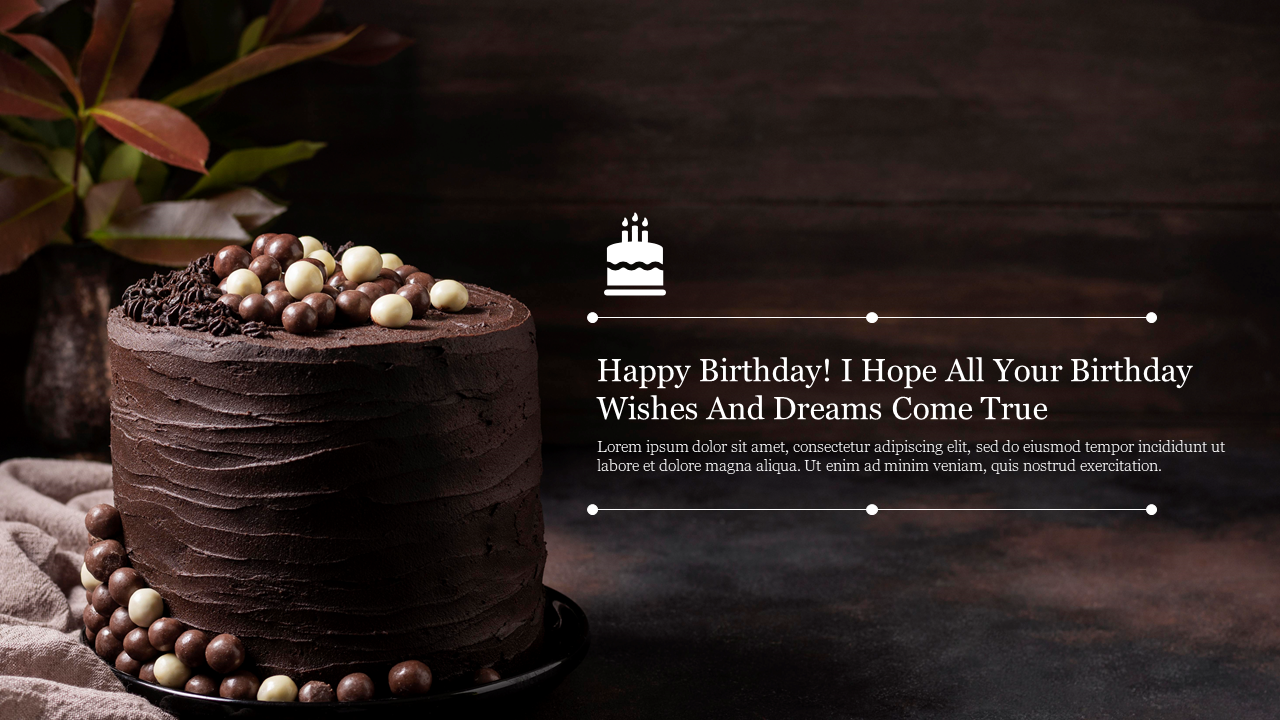 Happy Birthday! I Hope All Your Birthday
Wishes And Dreams Come True
Lorem ipsum dolor sit amet, consectetur adipiscing elit, sed do eiusmod tempor incididunt ut
labore et dolore magna aliqua. Ut enim ad minim veniam, quis nostrud exercitation.